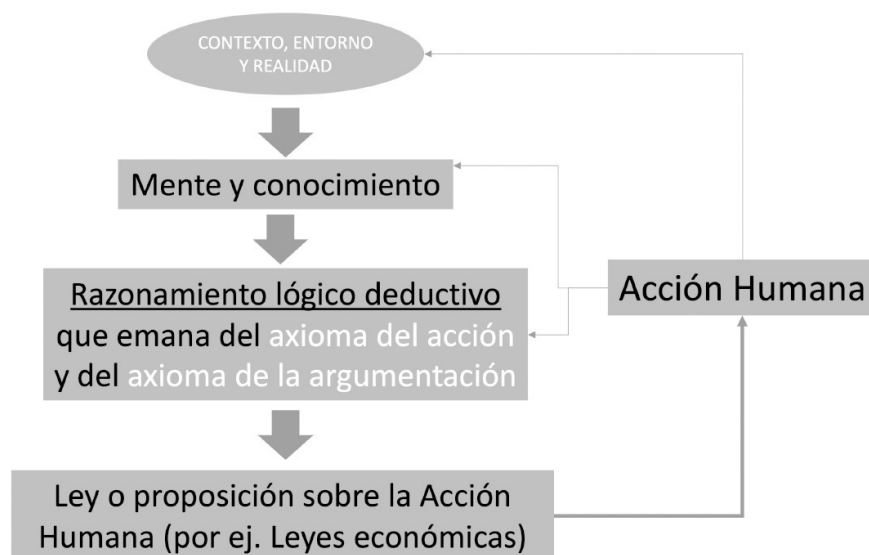 CONTEXTO, ENTORNO
Y REALIDAD
Mente y conocimiento
Razonamiento lógico deductivo
que emana del axioma del acción
y del axioma de la argumentación
Acción Humana
Ley o proposición sobre la Acción
Humana (por ej. Leyes económicas)